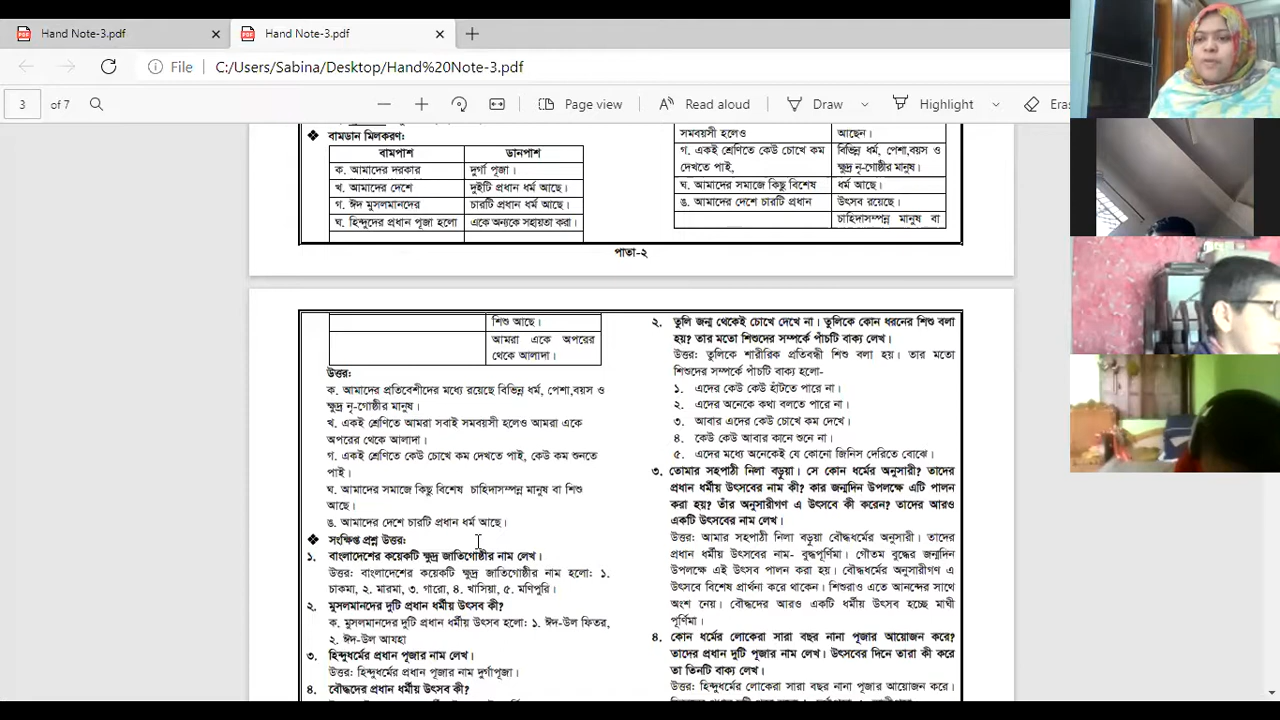 Hand Note-3.pdf
Hand Note-3.pdf
File C:/Users/Sabina/Desktop/Hand%20Note-3.pdf
3 of 7 Page view Read aloud Draw Highlight Eras
❖ বামডান মিলকরণ:
বামপাশ ডানপাশ
ক. আমাদের দরকার দুর্গা পূজা।
খ. আমাদের দেশে দুইটি প্রধান ধর্ম আছে।
গ. ঈদ মুসলমানদের চারটি প্রধান ধর্ম আছে।
ঘ. হিন্দুদের প্রধান পূজা হলো একে অন্যকে সহায়তা করা।
সমবয়সী হলেও আছেন।
গ. একই শ্রেণিতে কেউ চোখে কম বিভিন্ন ধর্ম, পেশা,বয়স ও
দেখতে পাই, ক্ষুদ্র নৃ-গোষ্ঠীর মানুষ।
ঘ. আমাদের সমাজে কিছু বিশেষ ধর্ম আছে।
ঙ. আমাদের দেশে চারটি প্রধান উৎসব রয়েছে।
চাহিদাসম্পন্ন মানুষ বা
পাতা-২
শিশু আছে।
আমরা একে অপরের
থেকে আলাদা।
উত্তর:
ক. আমাদের প্রতিবেশীদের মধ্যে রয়েছে বিভিন্ন ধর্ম, পেশা,বয়স ও
ক্ষুদ্র নৃ-গোষ্ঠীর মানুষ।
খ. একই শ্রেণিতে আমরা সবাই সমবয়সী হলেও আমরা একে
অপরের থেকে আলাদা।
গ. একই শ্রেণিতে কেউ চোখে কম দেখতে পাই, কেউ কম শুনতে
পাই।
ঘ. আমাদের সমাজে কিছু বিশেষ চাহিদাসম্পন্ন মানুষ বা শিশু
আছে।
ঙ. আমাদের দেশে চারটি প্রধান ধর্ম আছে।
❖ সংক্ষিপ্ত প্রশ্ন উত্তর:
১. বাংলাদেশের কয়েকটি ক্ষুদ্র জাতিগোষ্ঠীর নাম লেখ।
উত্তর: বাংলাদেশের কয়েকটি ক্ষুদ্র জাতিগোষ্ঠীর নাম হলো: ১.
চাকমা, ২. মারমা, ৩. গারো, ৪. খাসিয়া, ৫. মণিপুরি।
২. মুসলমানদের দুটি প্রধান ধর্মীয় উৎসব কী?
ক. মুসলমানদের দুটি প্রধান ধর্মীয় উৎসব হলো: ১. ঈদ-উল ফিতর,
২. ঈদ-উল আযহা
৩. হিন্দুধর্মের প্রধান পূজার নাম লেখ।
উত্তর: হিন্দুধর্মের প্রধান পূজার নাম দুর্গাপূজা।
৪. বৌদ্ধদের প্রধান ধর্মীয় উৎসব কী?
২. তুলি জন্ম থেকেই চোখে দেখে না। তুলিকে কোন ধরনের শিশু বলা
হয়? তার মতো শিশুদের সম্পর্কে পাঁচটি বাক্য লেখ।
উত্তর: তুলিকে শারীরিক প্রতিবন্ধী শিশু বলা হয়। তার মতো
শিশুদের সম্পর্কে পাঁচটি বাক্য হলো-
১. এদের কেউ কেউ হাঁটতে পারে না।
২. এদের অনেকে কথা বলতে পারে না।
৩. আবার এদের কেউ চোখে কম দেখে।
৪. কেউ কেউ আবার কানে শুনে না।
৫. এদের মধ্যে অনেকেই যে কোনো জিনিস দেরিতে বোঝে।
৩. তোমার সহপাঠী নিলা বড়ুয়া। সে কোন ধর্মের অনুসারী? তাদের
প্রধান ধর্মীয় উৎসবের নাম কী? কার জন্মদিন উপলক্ষে এটি পালন
করা হয়? তাঁর অনুসারীগণ এ উৎসবে কী করেন? তাদের আরও
একটি উৎসবের নাম লেখ।
উত্তর: আমার সহপাঠী নিলা বড়ুয়া বৌদ্ধধর্মের অনুসারী। তাদের
প্রধান ধর্মীয় উৎসবের নাম- বুদ্ধপূর্ণিমা। গৌতম বুদ্ধের জন্মদিন
উপলক্ষে এই উৎসব পালন করা হয়। বৌদ্ধধর্মের অনুসারীগণ এ
উৎসবে বিশেষ প্রার্থনা করে থাকেন। শিশুরাও এতে আনন্দের সাথে
অংশ নেয়। বৌদ্ধদের আরও একটি ধর্মীয় উৎসব হচ্ছে মাঘী
পূর্ণিমা।
৪. কোন ধর্মের লোকেরা সারা বছর নানা পূজার আয়োজন করে?
তাদের প্রধান দুটি পূজার নাম লেখ। উৎসবের দিনে তারা কী করে
তা তিনটি বাক্যে লেখ।
উত্তর: হিন্দুধর্মের লোকেরা সারা বছর নানা পূজার আয়োজন করে।